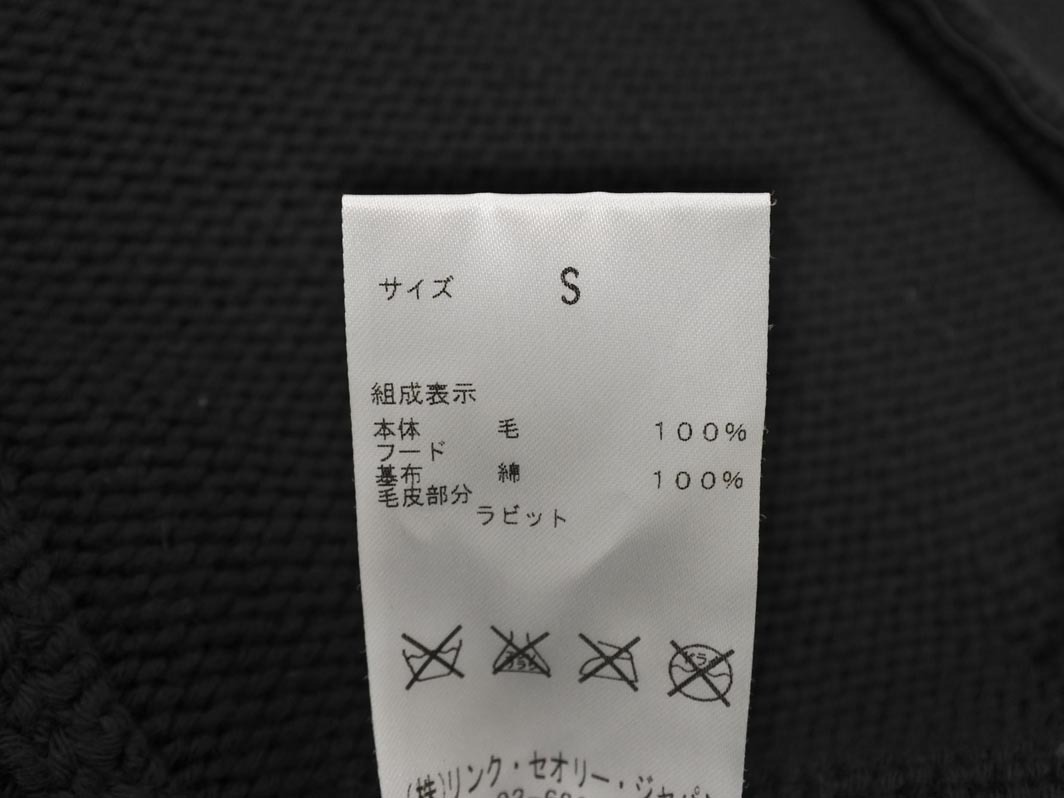 サイズ S
組成表示
本体 毛 100%
フード
基布 綿 100%
毛皮部分
ラビット
(株)リンク・セオリー・ジャパン